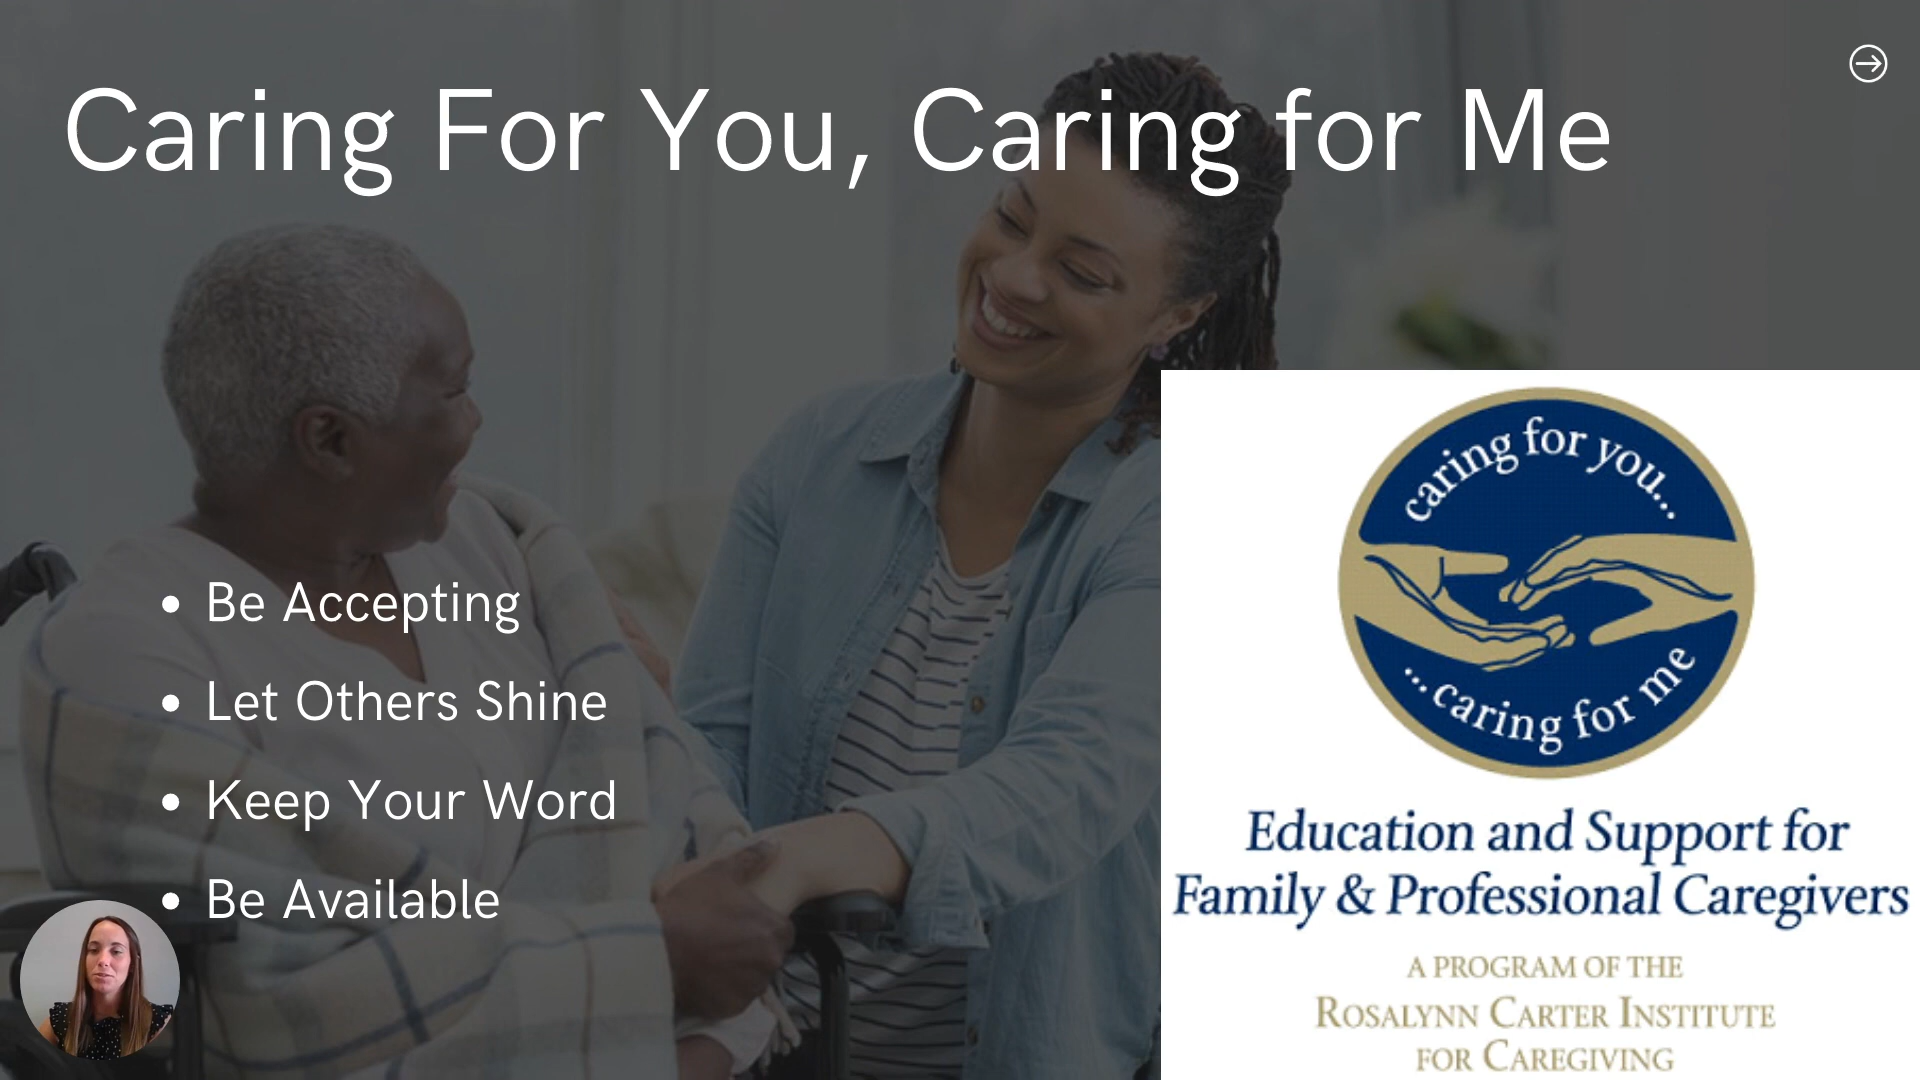 Caring For You, Caring for Me
• Be Accepting
• Let Others Shine
• Keep Your Word
• Be Available
caring for you...
...caring for me
Education and Support for
Family & Professional Caregivers
A PROGRAM OF THE
ROSALYNN CARTER INSTITUTE
FOR CAREGIVING